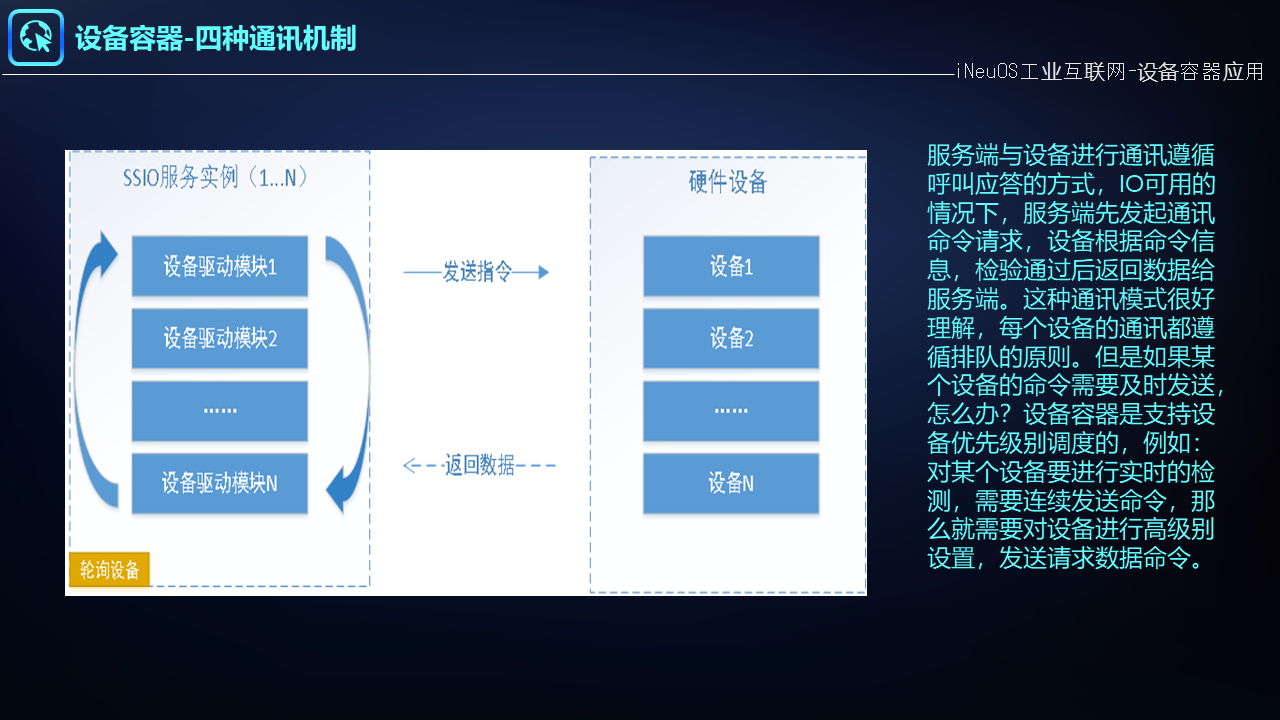 设备容器-四种通讯机制
iNeuOS工业互联网-设备容器应用
SSIO服务实例（1...N）
设备驱动模块1
设备驱动模块2
······
设备驱动模块N
轮询设备
发送指令
返回数据
硬件设备
设备1
设备2
······
设备N
服务端与设备进行通讯遵循
呼叫应答的方式，IO可用的
情况下，服务端先发起通讯
命令请求，设备根据命令信
息，检验通过后返回数据给
服务端。这种通讯模式很好
理解，每个设备的通讯都遵
循排队的原则。但是如果某
个设备的命令需要及时发送，
怎么办？设备容器是支持设
备优先级别调度的，例如：
对某个设备要进行实时的检
测，需要连续发送命令，那
么就需要对设备进行高级别
设置，发送请求数据命令。